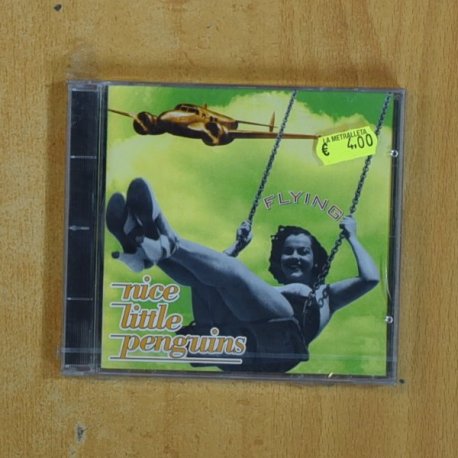 LA METRALLETA
€ 4,00
FLYING
nice
little
penguins